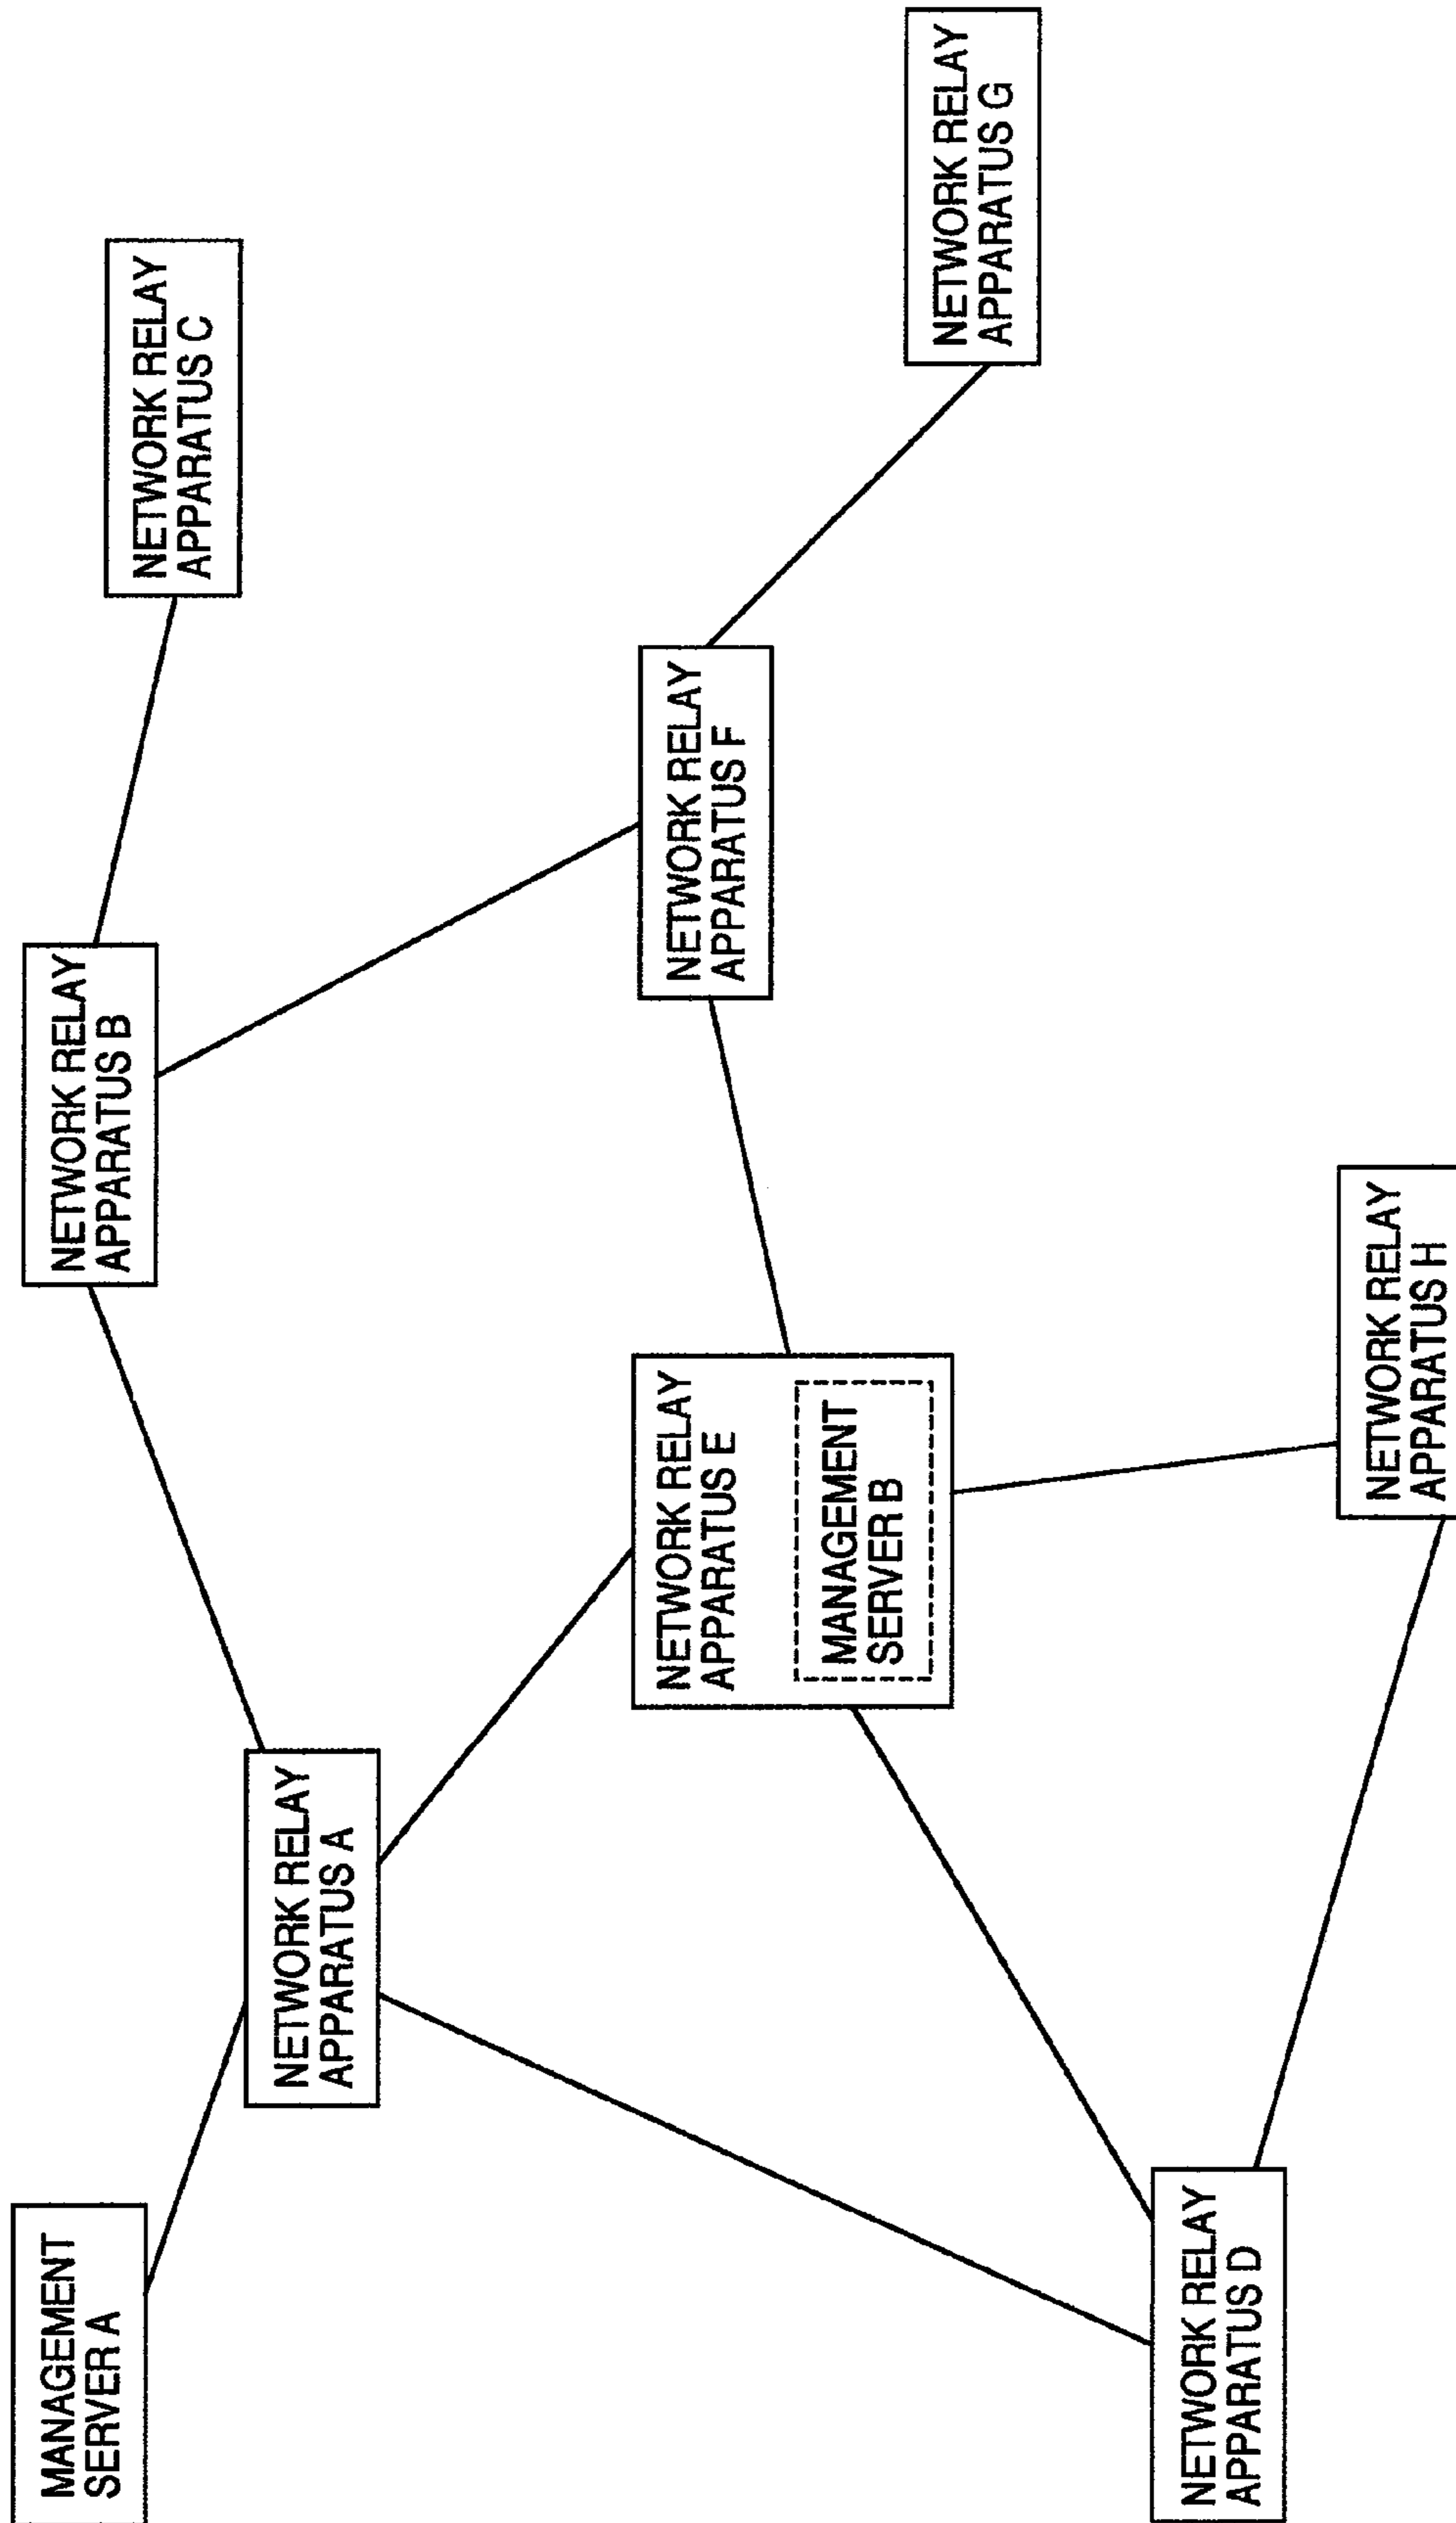 MANAGEMENT
SERVER A
NETWORK RELAY
APPARATUS A
NETWORK RELAY
APPARATUS B
NETWORK RELAY
APPARATUS C
NETWORK RELAY
APPARATUS D
NETWORK RELAY
APPARATUS E
MANAGEMENT
SERVER B
NETWORK RELAY
APPARATUS F
NETWORK RELAY
APPARATUS G
NETWORK RELAY
APPARATUS H